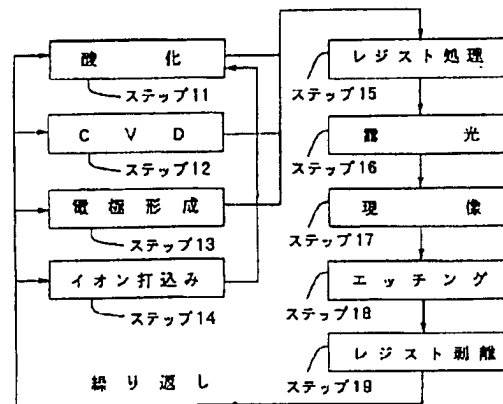 酸化
ステップ11
CVD
ステップ12
電極形成
ステップ13
イオン打込み
ステップ14
繰り返し
レジスト処理
ステップ15
露光
ステップ16
現像
ステップ17
エッチング
ステップ18
レジスト剥離
ステップ19